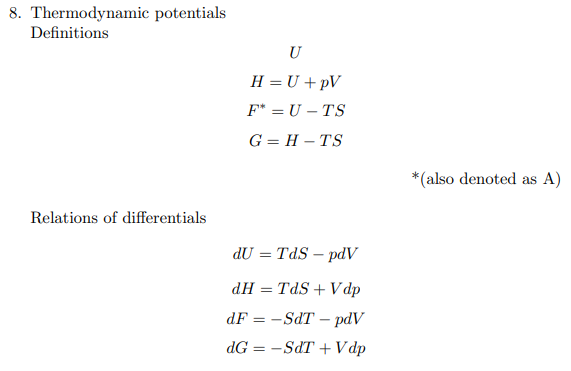 8. Thermodynamic potentials
Definitions
U
H = U + pV
F* = U − TS
G = H − TS
*(also denoted as A)
Relations of differentials
dU = TdS − pdV
dH = TdS + Vdp
dF = −SdT − pdV
dG = −SdT + Vdp